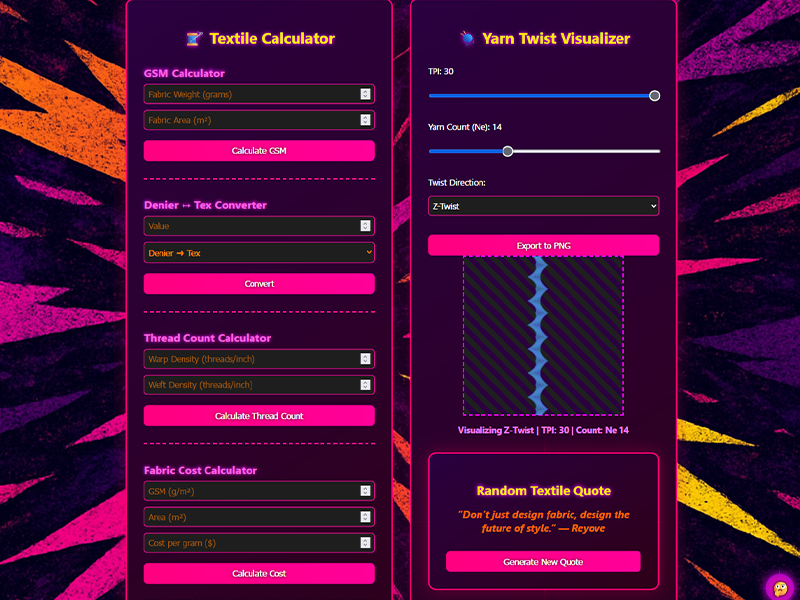 Textile Calculator
GSM Calculator
Fabric Weight (grams)
Fabric Area (m²)
Calculate GSM
Denier ↔ Tex Converter
Value
Denier ➔ Tex
Convert
Thread Count Calculator
Warp Density (threads/inch)
Weft Density (threads/inch)
Calculate Thread Count
Fabric Cost Calculator
GSM (g/m²)
Area (m²)
Cost per gram ($)
Calculate Cost
Yarn Twist Visualizer
TPI: 30
Yarn Count (Ne): 14
Twist Direction:
Z-Twist
Export to PNG
Visualizing Z-Twist | TPI: 30 | Count: Ne 14
Random Textile Quote
"Don't just design fabric, design the
future of style." — Reyove
Generate New Quote